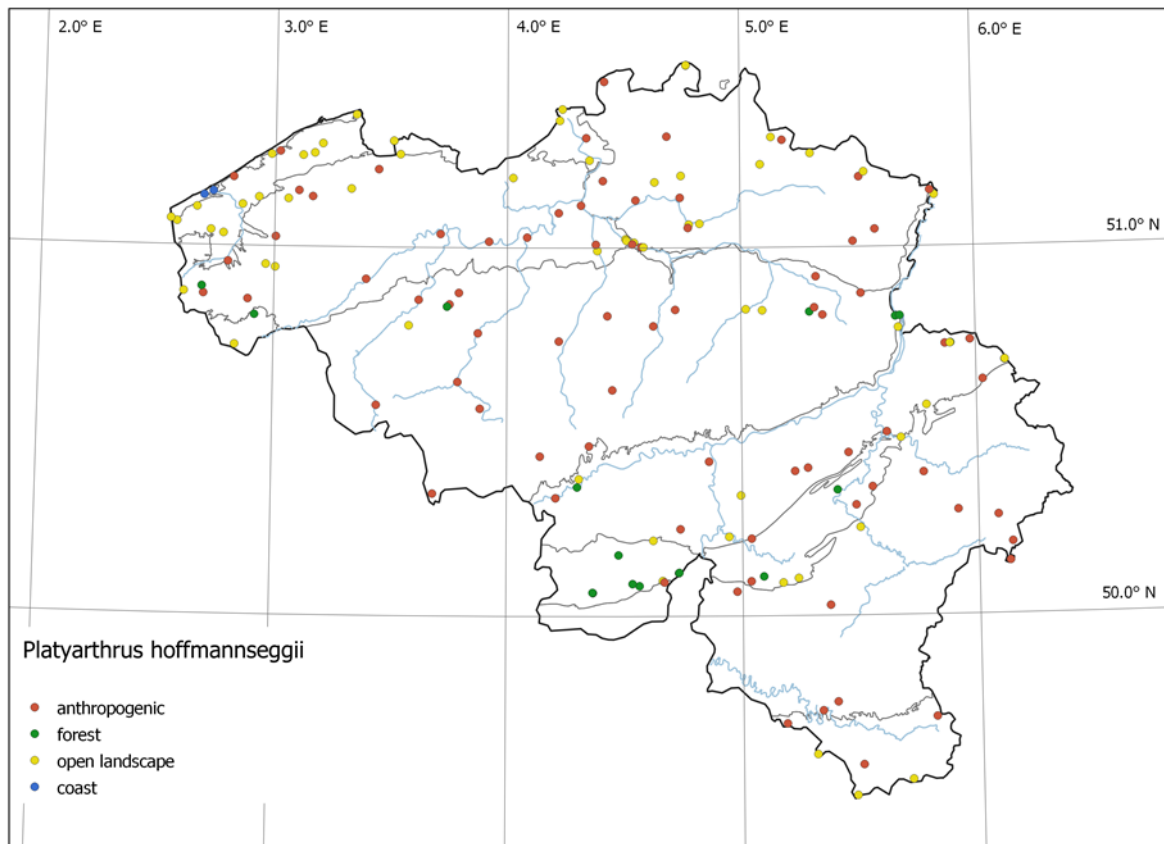 2.0° E
3.0° E
4.0° E
5.0° E
6.0° E
51.0° N
50.0° N
Platyarthrus hoffmannseggii
anthropogenic
forest
open landscape
coast